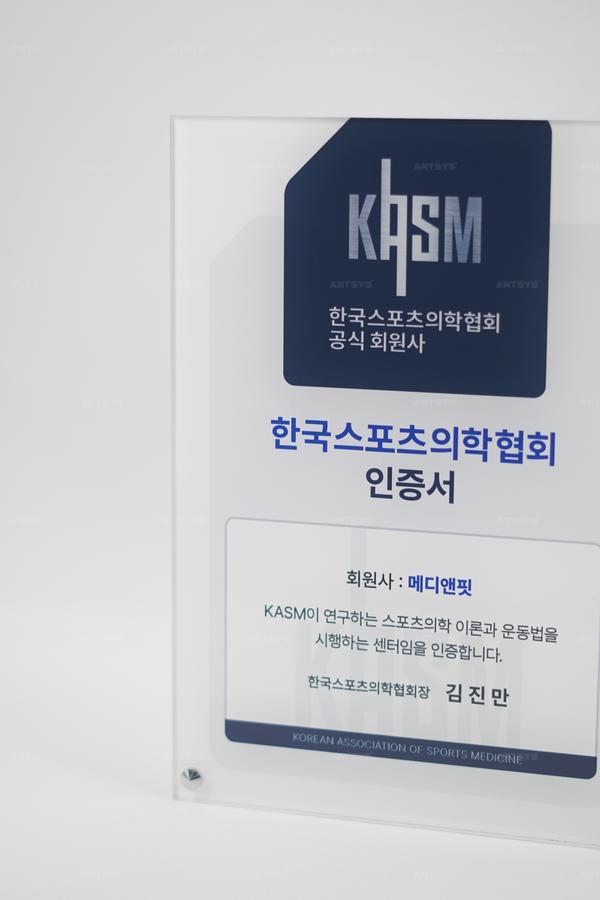 KASM
한국스포츠의학협회
공식 회원사
한국스포츠의학협회
인증서
회원사 : 메디앤핏
KASM이 연구하는 스포츠의학 이론과 운동법을
시행하는 센터임을 인증합니다.
한국스포츠의학협회장 김진만
KOREAN ASSOCIATION OF SPORTS MEDICINE
ARTSYS